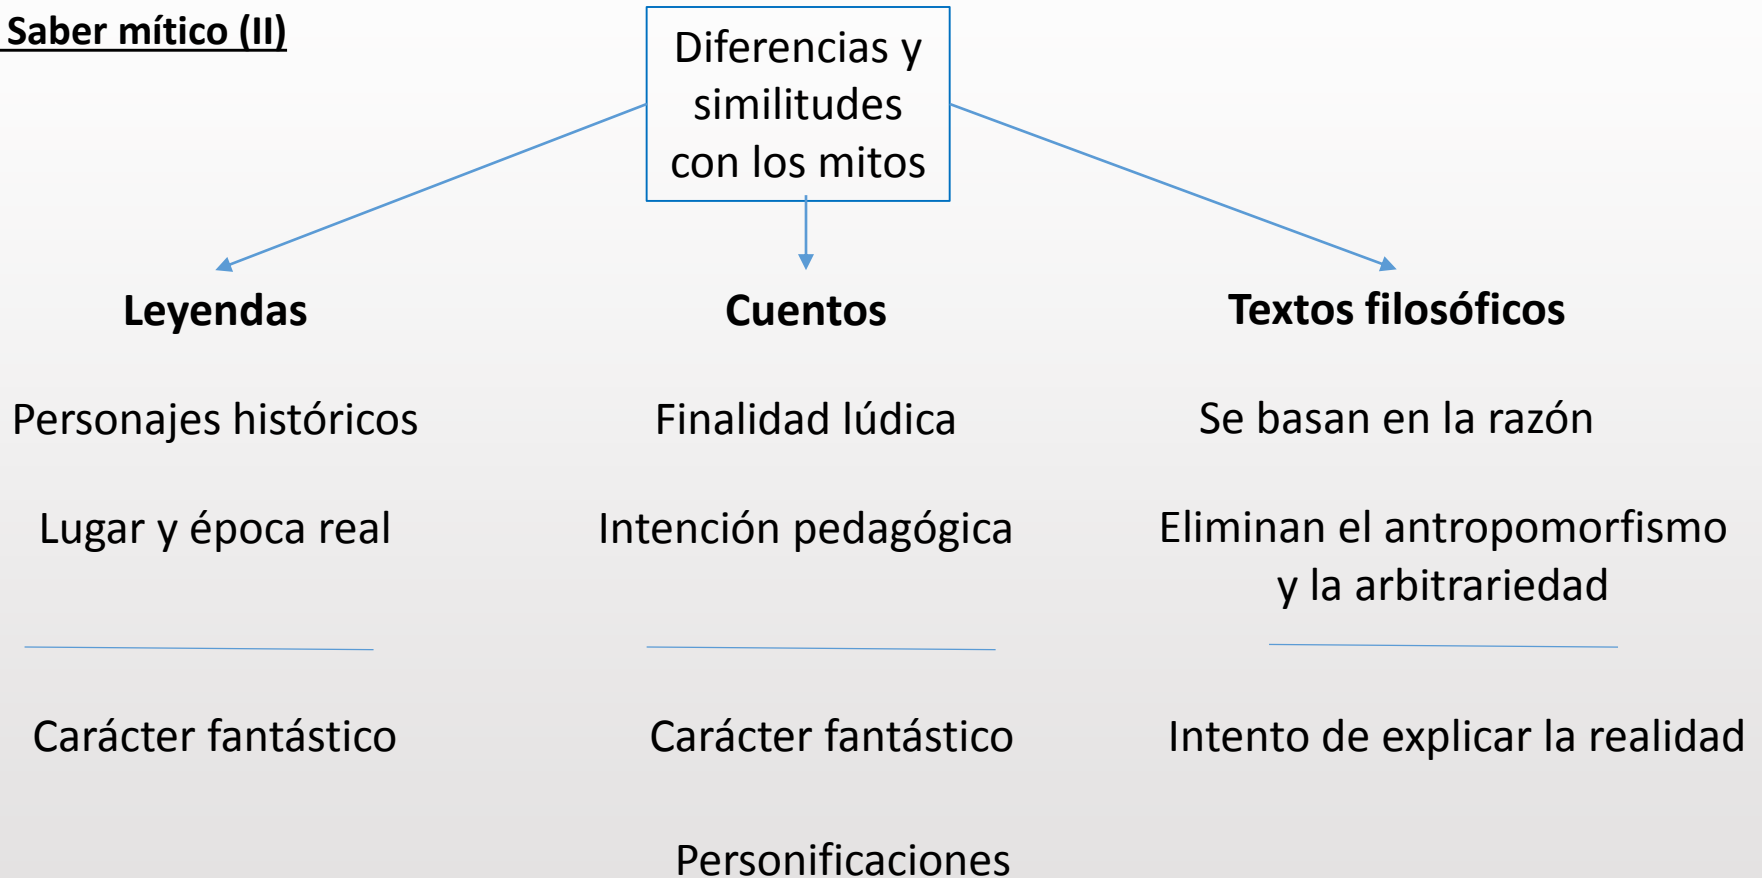 Saber mítico (II)
Diferencias y
similitudes
con los mitos
Leyendas
Personajes históricos
Lugar y época real
Carácter fantástico
Cuentos
Finalidad lúdica
Intención pedagógica
Carácter fantástico
Personificaciones
Textos filosóficos
Se basan en la razón
Eliminan el antropomorfismo
y la arbitrariedad
Intento de explicar la realidad